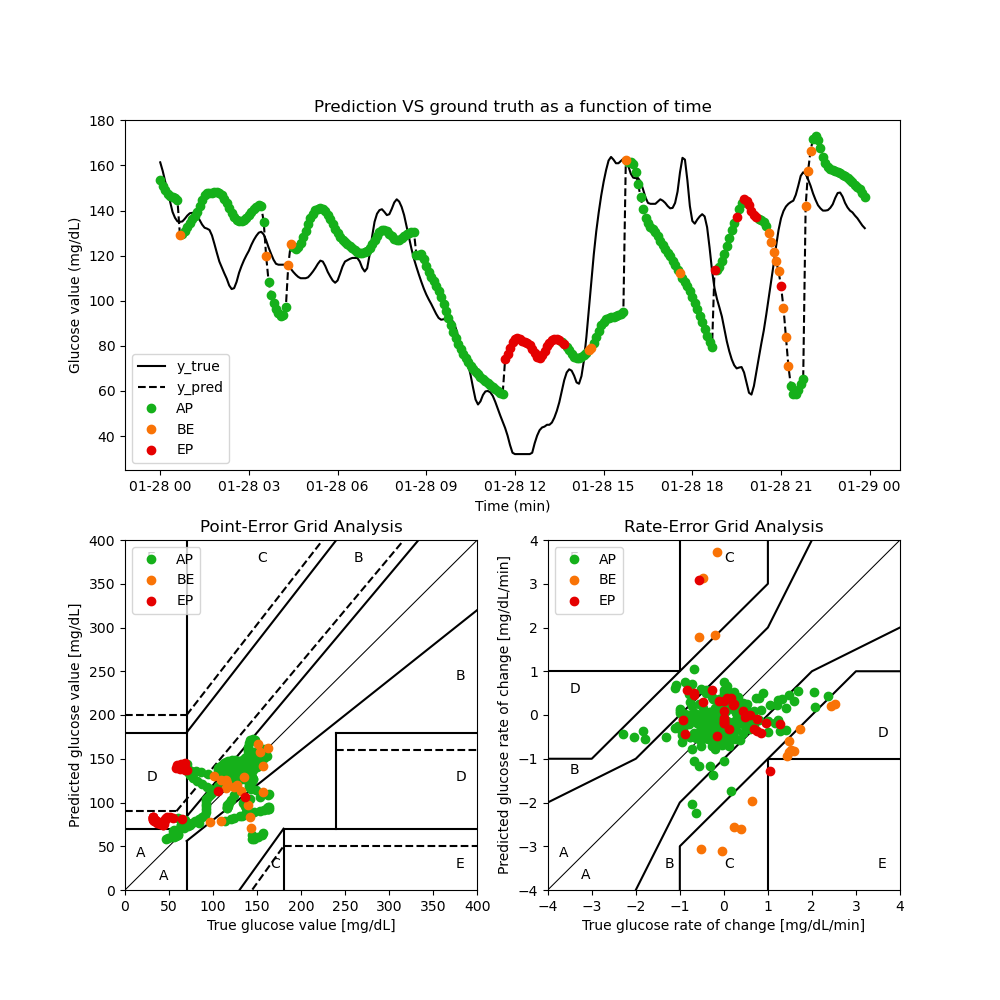 Prediction VS ground truth as a function of time
Glucose value (mg/dL)
180
160
140
120
100
80
60
40
y_true
y_pred
AP
BE
EP
01-28 00 01-28 03 01-28 06 01-28 09 01-28 12 01-28 15 01-28 18 01-28 21 01-29 00
Time (min)
Point-Error Grid Analysis
Predicted glucose value [mg/dL]
400
350
300
250
200
150
100
50
0
AP
BE
EP
C B
B
D D
A
A C E
0 50 100 150 200 250 300 350 400
True glucose value [mg/dL]
Rate-Error Grid Analysis
Predicted glucose rate of change [mg/dL/min]
4
3
2
1
0
−1
−2
−3
−4
AP
BE
EP
C
D
D
B
A
A B C E
−4 −3 −2 −1 0 1 2 3 4
True glucose rate of change [mg/dL/min]